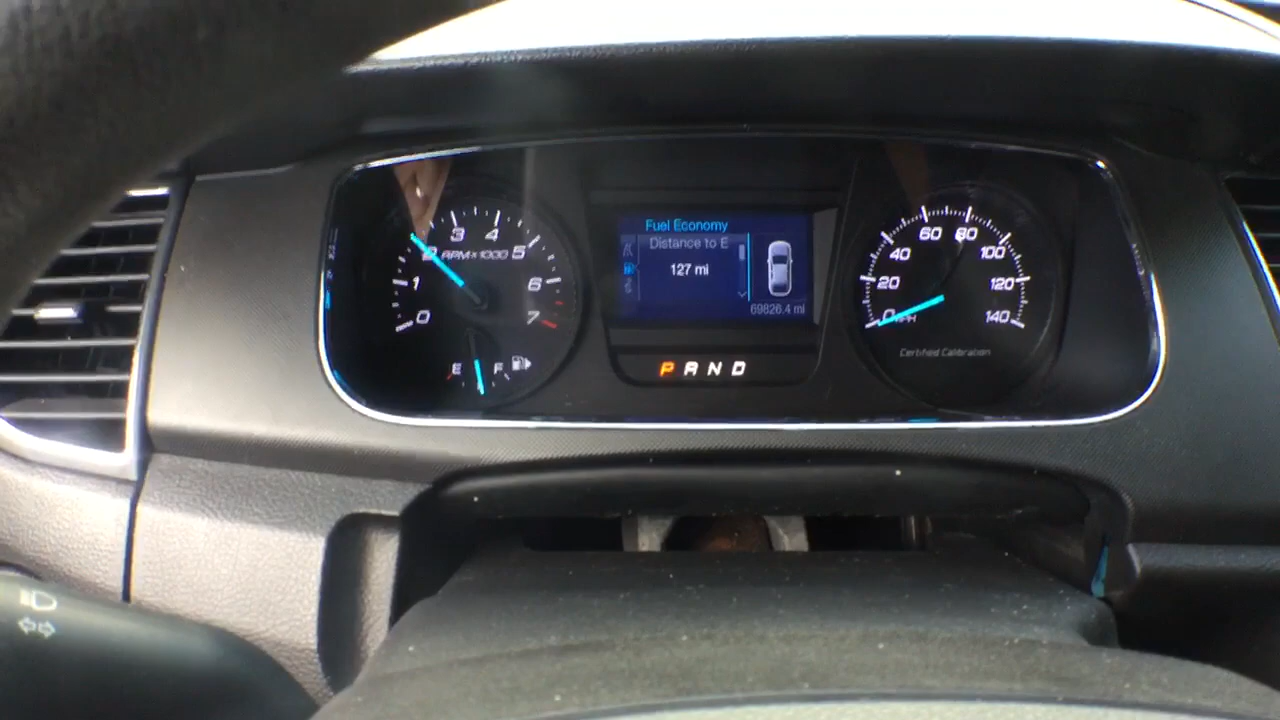 0 1 2 3 4 5 6 7
RPM x 1000
E F
Fuel Economy
Distance to E
127 mi
69826.4 mi
P R N D
0 20 40 60 80 100 120 140
MPH
Certified Calibration